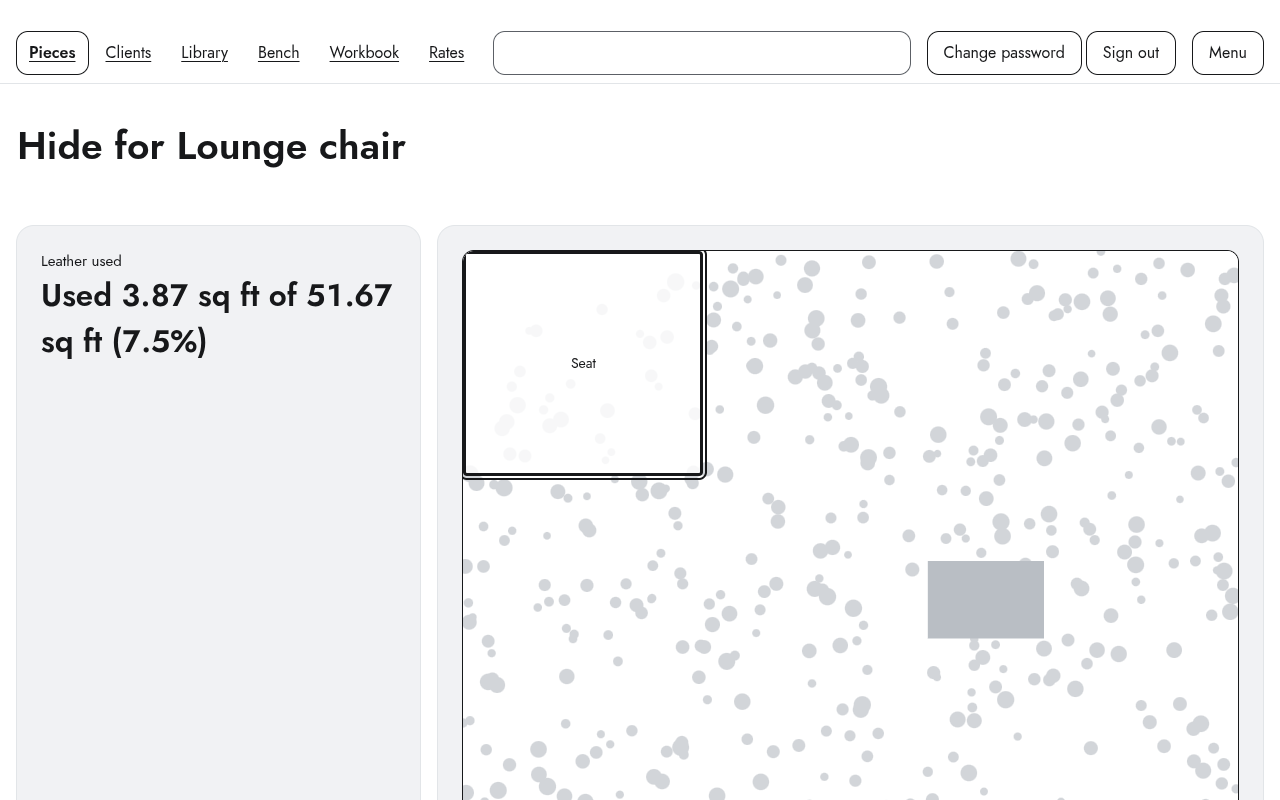 Pieces Clients Library Bench Workbook Rates Change password Sign out Menu
Hide for Lounge chair
Leather used
Used 3.87 sq ft of 51.67
sq ft (7.5%)
Seat